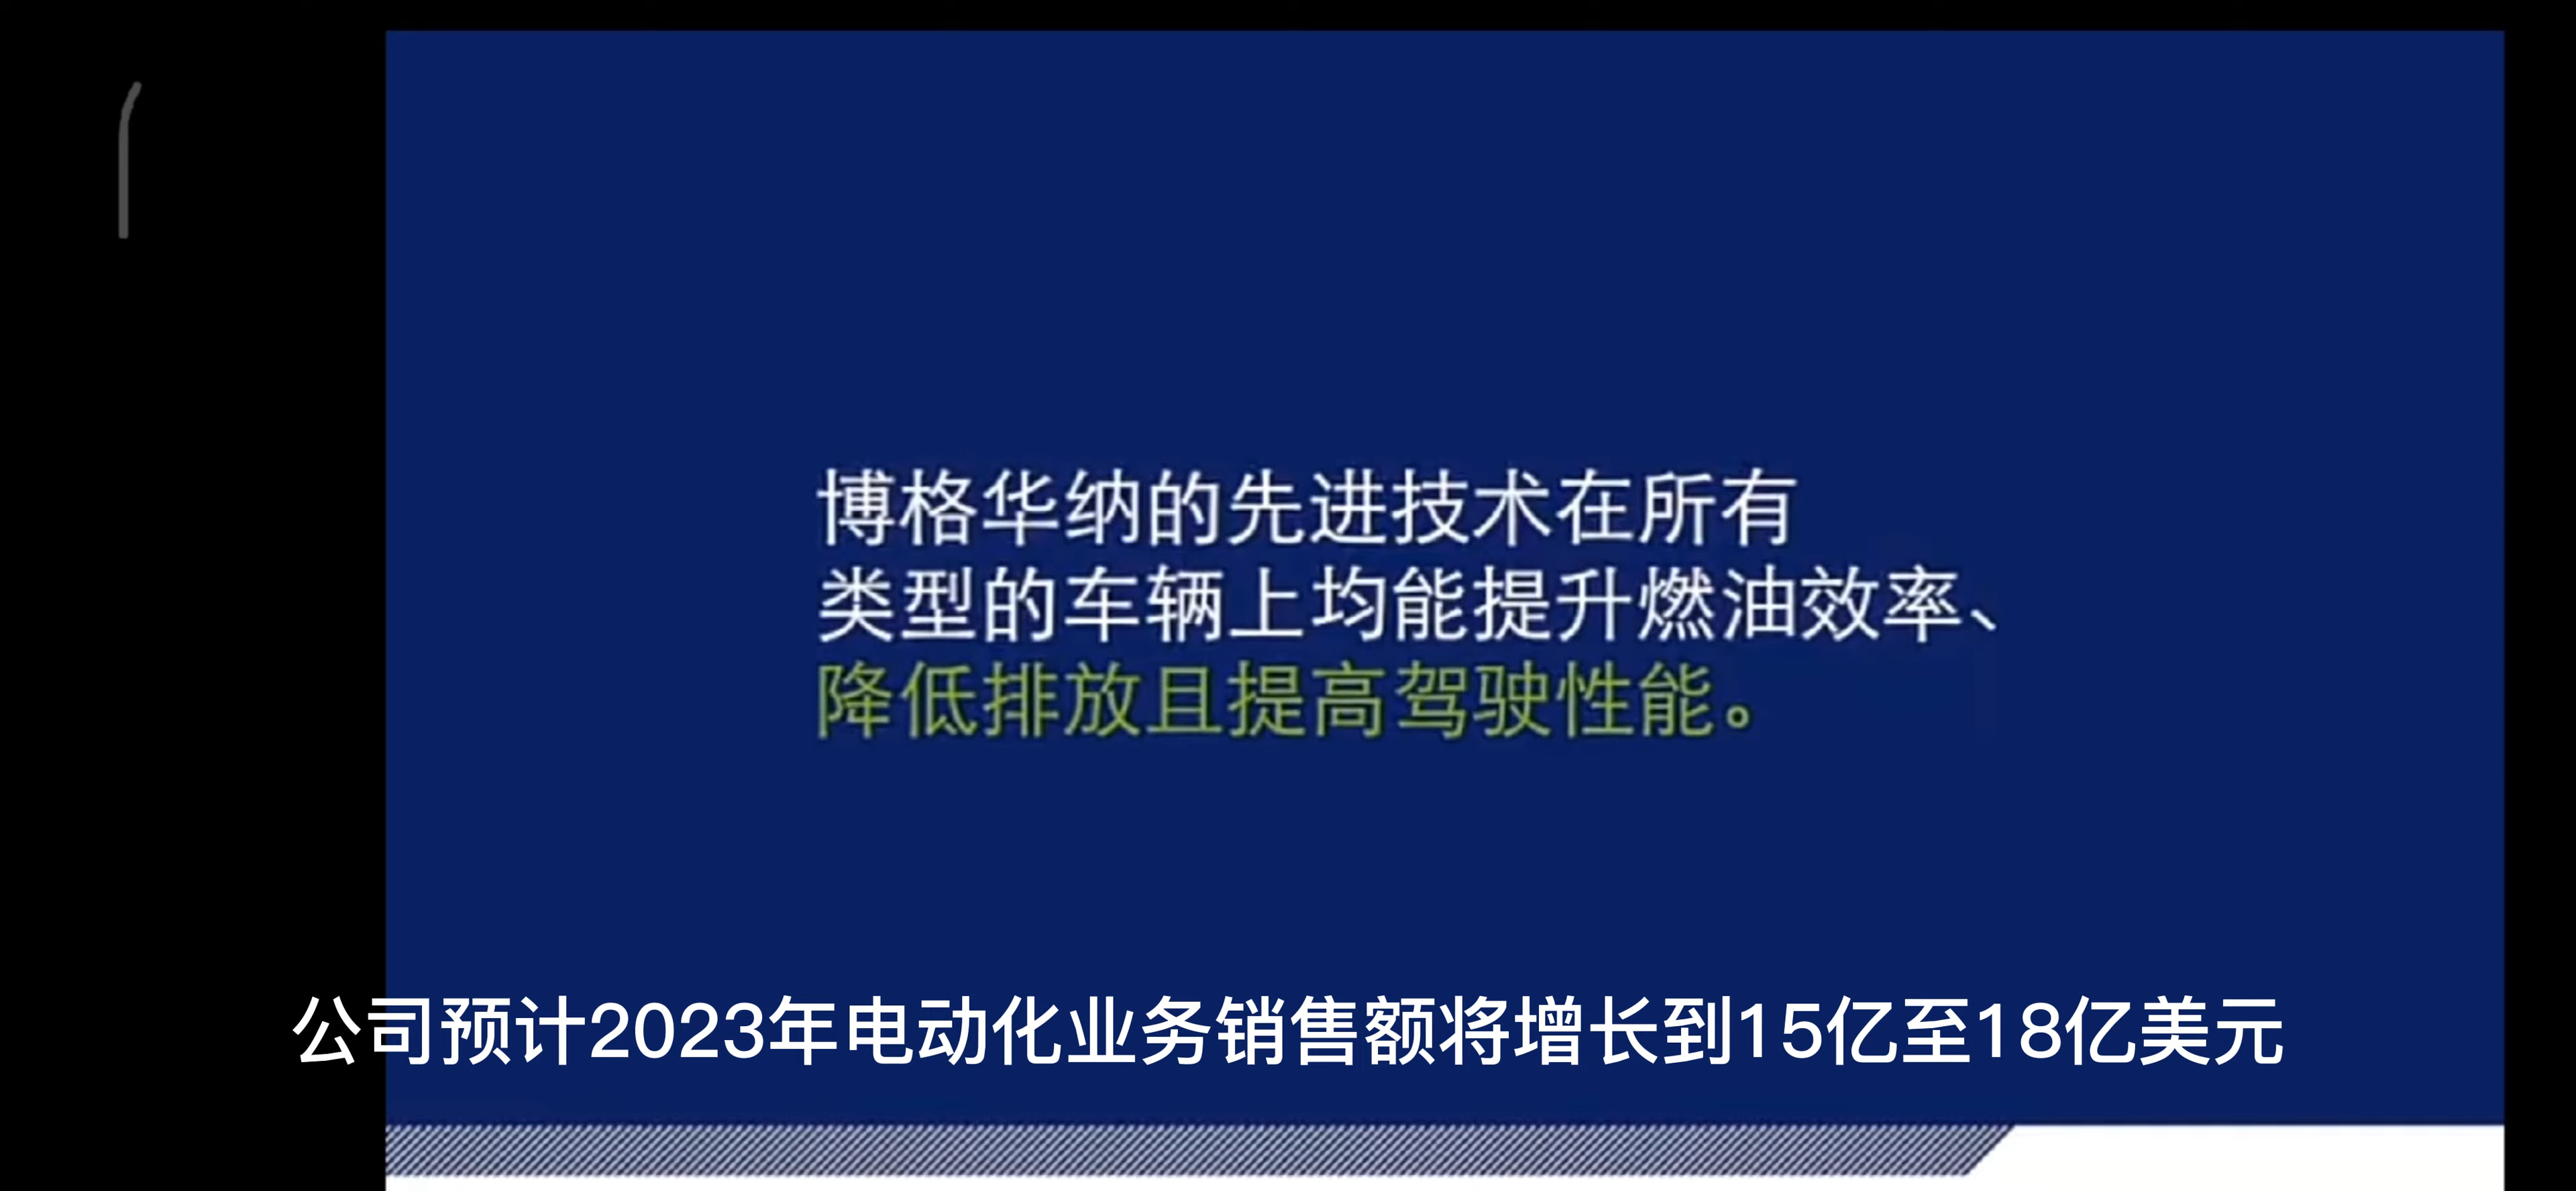 博格华纳的先进技术在所有
类型的车辆上均能提升燃油效率、
降低排放且提高驾驶性能。
公司预计2023年电动化业务销售额将增长到15亿至18亿美元